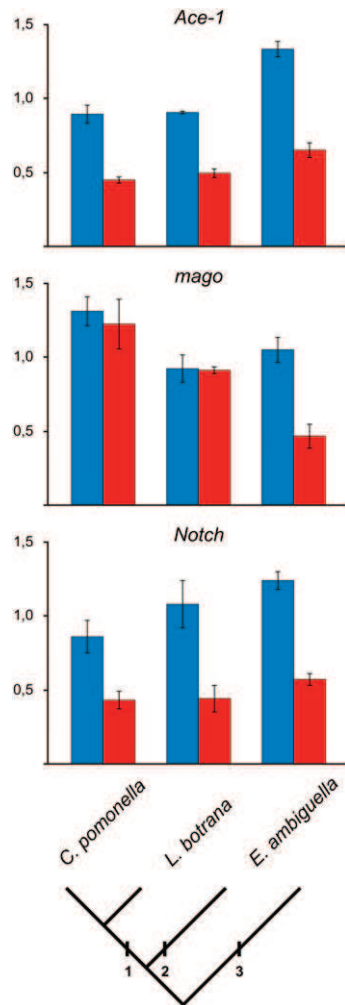 Ace-1
1,5
1,0
0,5
mago
1,5
1,0
0,5
Notch
1,5
1,0
0,5
C. pomonella
L. botrana
E. ambiguella
1 2 3